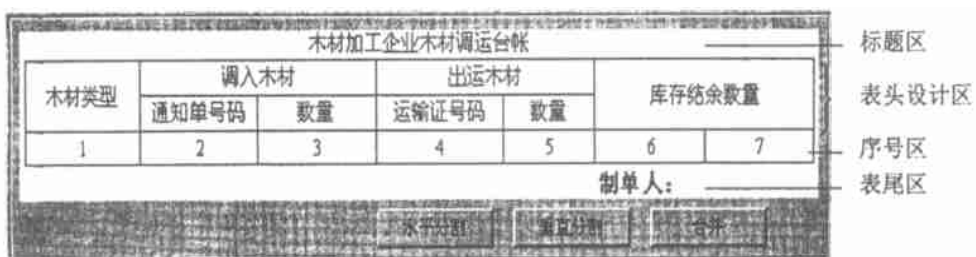 木材加工企业木材调运台帐 标题区
木材类型 调入木材 出运木材 库存结余数量 表头设计区
通知单号码 数量 运输证号码 数量
1 2 3 4 5 6 7 序号区
制单人: 表尾区
水平分割 垂直分割 合并